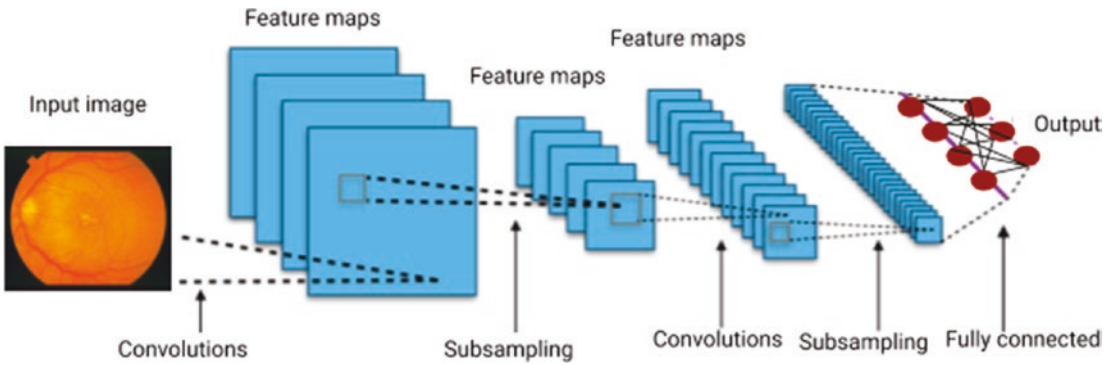 Feature maps
Feature maps
Feature maps
Input image
Output
Convolutions
Subsampling
Convolutions
Subsampling
Fully connected